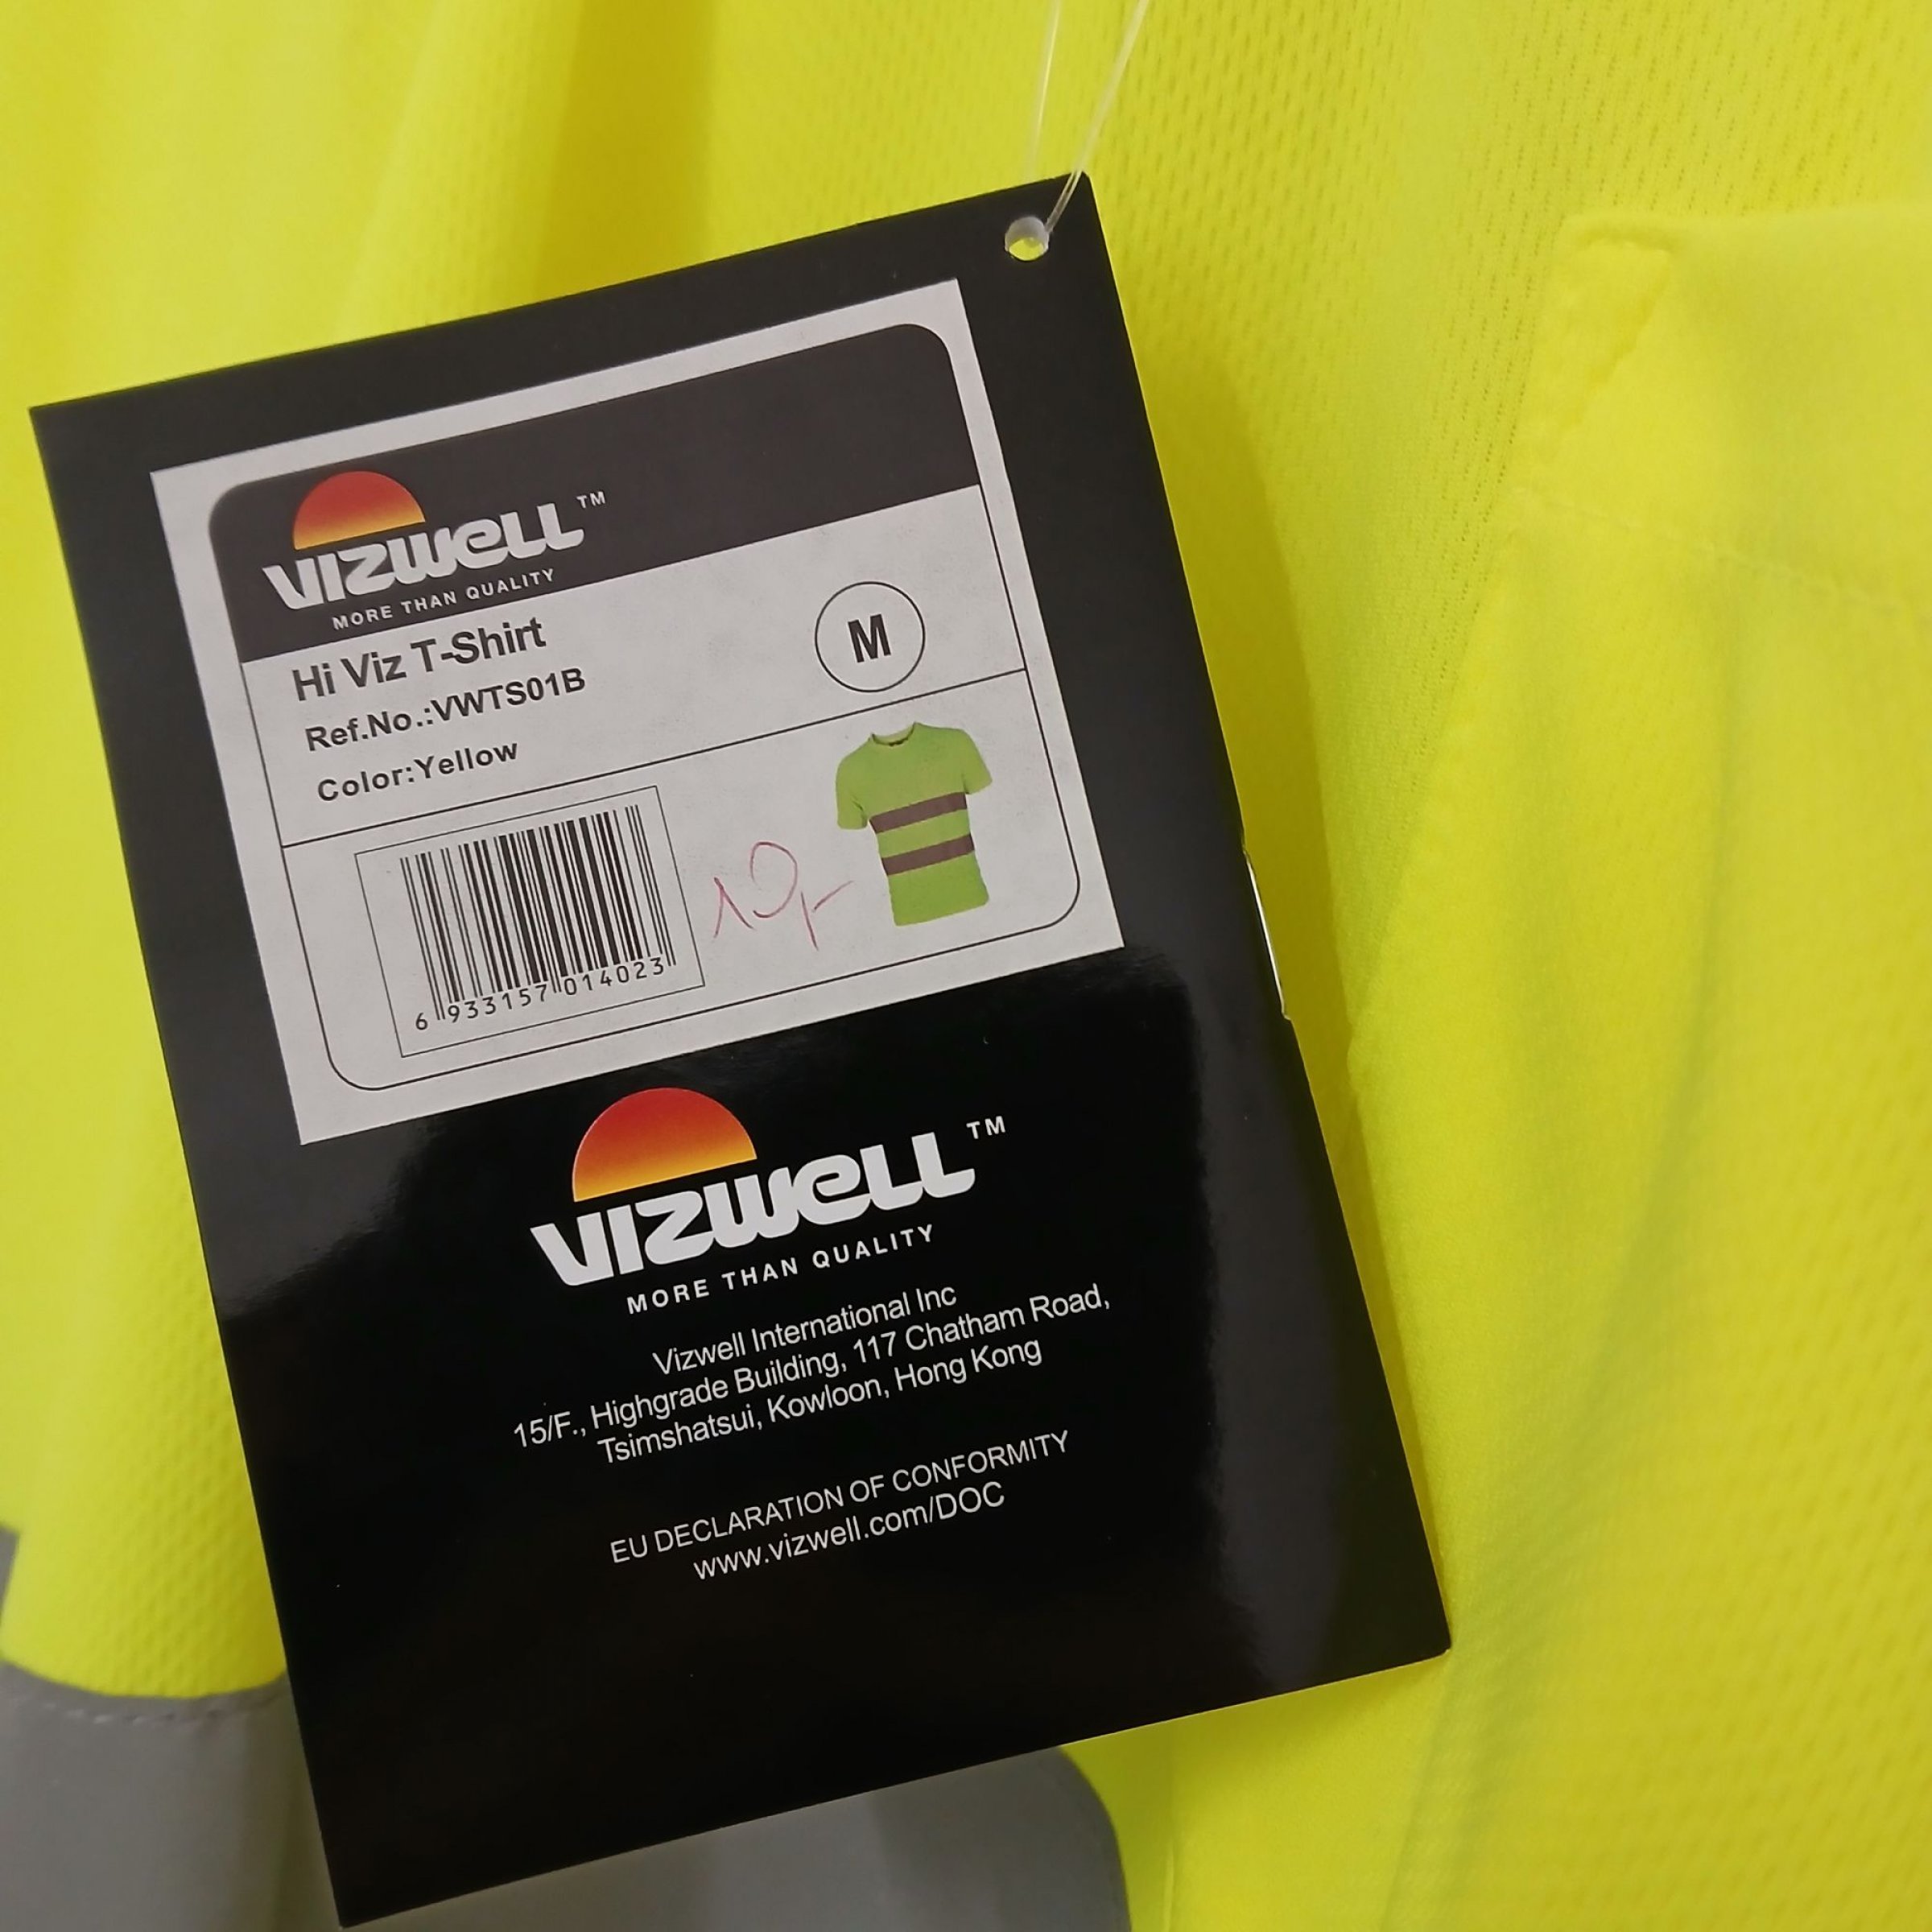 VIZWELL™
MORE THAN QUALITY
Hi Viz T-Shirt
M
Ref.No.:VWTS01B
Color:Yellow
10,-
6 933157 014023
VIZWELL™
MORE THAN QUALITY
Vizwell International Inc
15/F., Highgrade Building, 117 Chatham Road,
Tsimshatsui, Kowloon, Hong Kong
EU DECLARATION OF CONFORMITY
www.vizwell.com/DOC